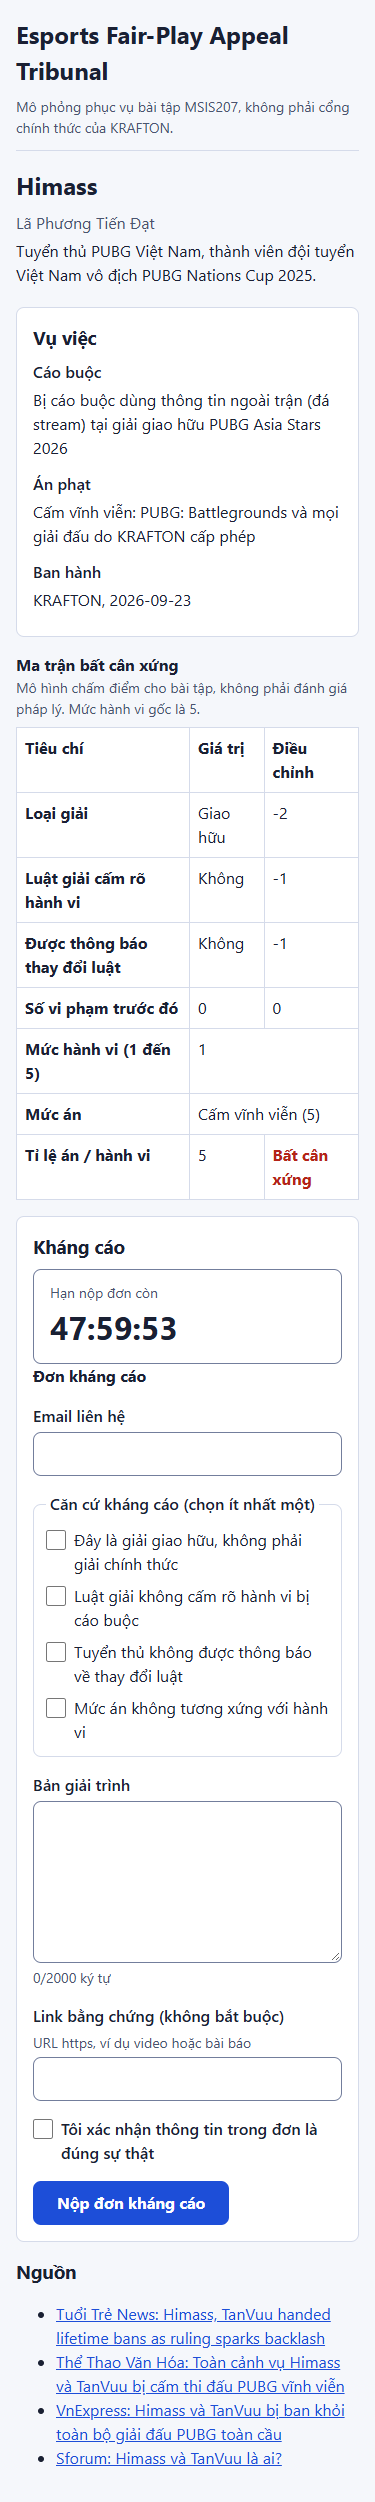 Esports Fair-Play Appeal
Tribunal
Mô phỏng phục vụ bài tập MSIS207, không phải cổng
chính thức của KRAFTON.
Himass
Lã Phương Tiến Đạt
Tuyển thủ PUBG Việt Nam, thành viên đội tuyển
Việt Nam vô địch PUBG Nations Cup 2025.
Vụ việc
Cáo buộc
Bị cáo buộc dùng thông tin ngoài trận (đá
stream) tại giải giao hữu PUBG Asia Stars
2026
Án phạt
Cấm vĩnh viễn: PUBG: Battlegrounds và mọi
giải đấu do KRAFTON cấp phép
Ban hành
KRAFTON, 2026-09-23
Ma trận bất cân xứng
Mô hình chấm điểm cho bài tập, không phải đánh giá
pháp lý. Mức hành vi gốc là 5.
Tiêu chí Giá trị Điều
chỉnh
Loại giải Giao
hữu -2
Luật giải cấm rõ
hành vi Không -1
Được thông báo
thay đổi luật Không -1
Số vi phạm trước đó 0 0
Mức hành vi (1 đến
5) 1
Mức án Cấm vĩnh viễn (5)
Tỉ lệ án / hành vi 5 Bất cân
xứng
Kháng cáo
Hạn nộp đơn còn
47:59:53
Đơn kháng cáo
Email liên hệ
Căn cứ kháng cáo (chọn ít nhất một)
Đây là giải giao hữu, không phải
giải chính thức
Luật giải không cấm rõ hành vi bị
cáo buộc
Tuyển thủ không được thông báo
về thay đổi luật
Mức án không tương xứng với hành
vi
Bản giải trình
0/2000 ký tự
Link bằng chứng (không bắt buộc)
URL https, ví dụ video hoặc bài báo
Tôi xác nhận thông tin trong đơn là
đúng sự thật
Nộp đơn kháng cáo
Nguồn
Tuổi Trẻ News: Himass, TanVuu handed
lifetime bans as ruling sparks backlash
Thể Thao Văn Hóa: Toàn cảnh vụ Himass
và TanVuu bị cấm thi đấu PUBG vĩnh viễn
VnExpress: Himass và TanVuu bị ban khỏi
toàn bộ giải đấu PUBG toàn cầu
Sforum: Himass và TanVuu là ai?